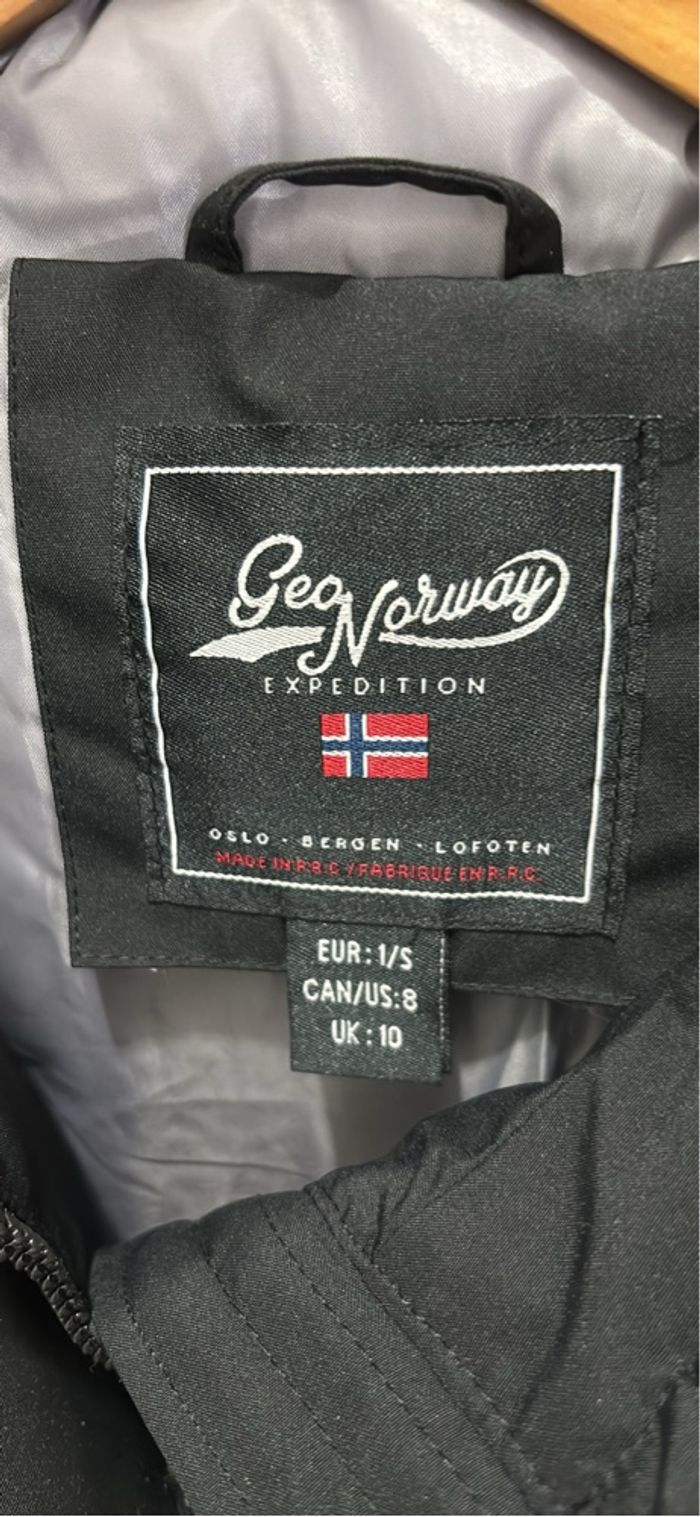 Geo Norway
EXPEDITION
OSLO · BERGEN · LOFOTEN
MADE IN P.R.C / FABRIQUE EN P.R.C.
EUR: 1/S
CAN/US: 8
UK: 10